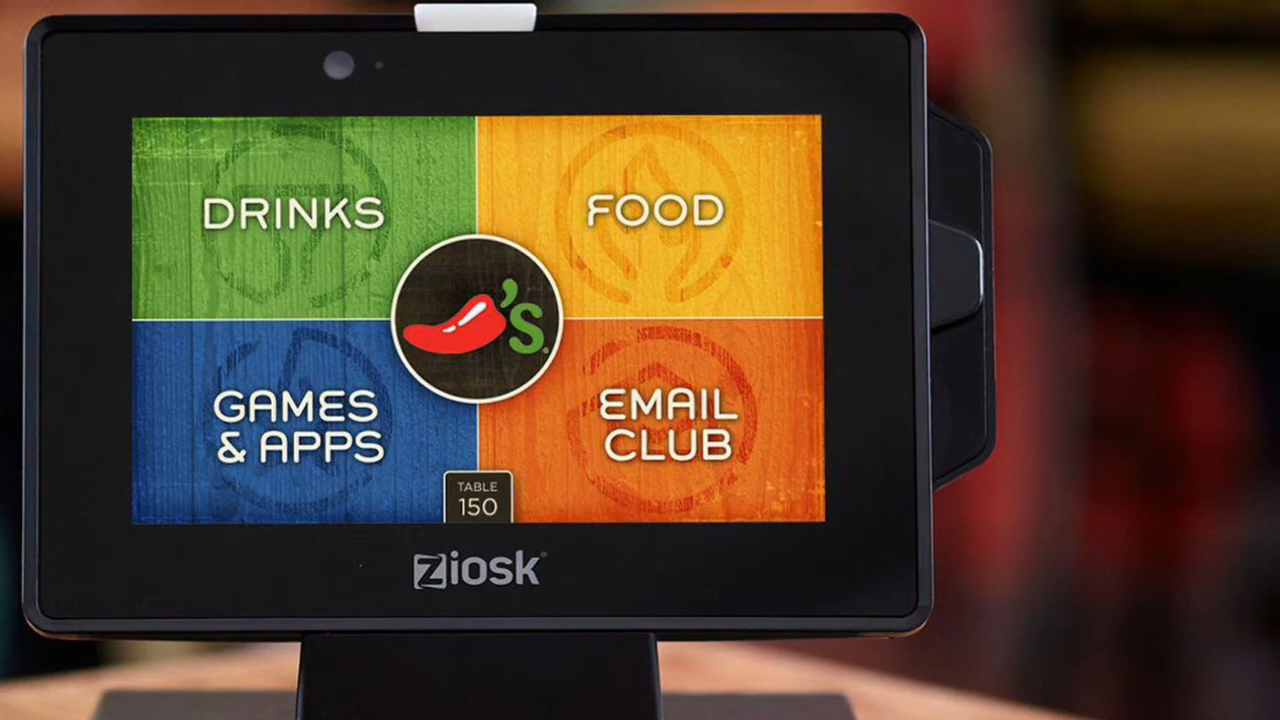 DRINKS
FOOD
'S
GAMES
& APPS
EMAIL
CLUB
TABLE
150
Ziosk